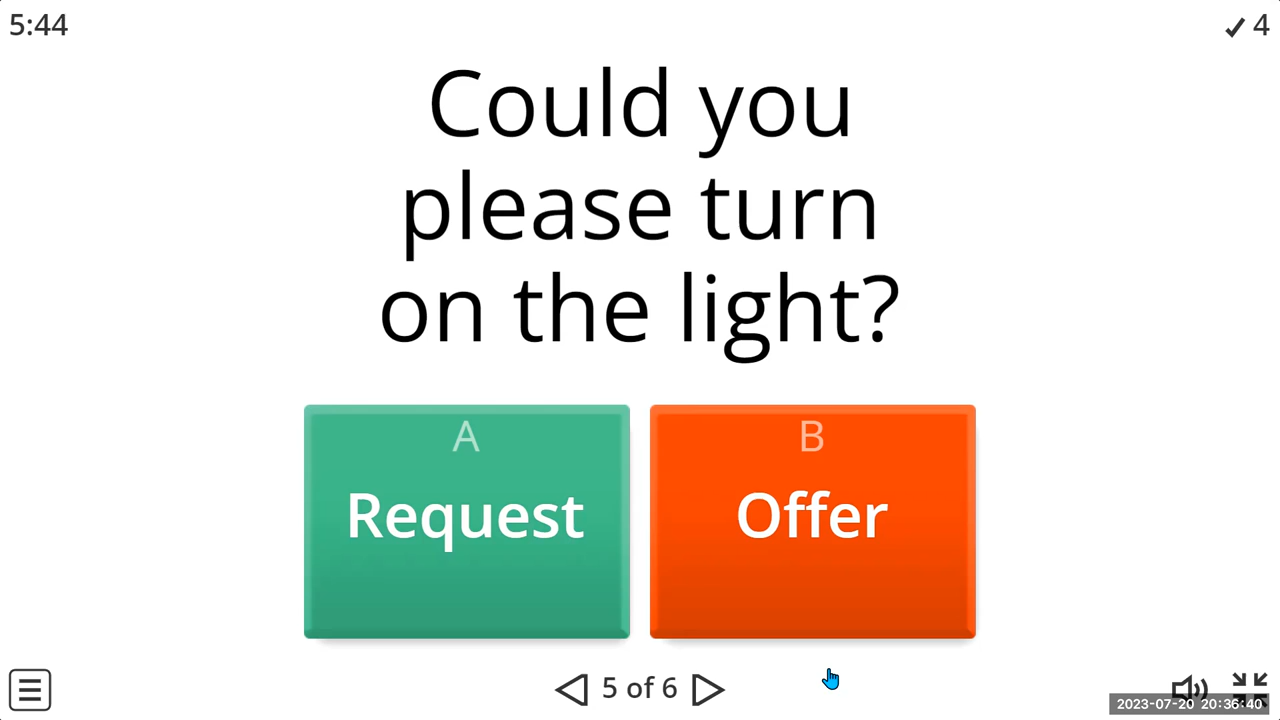 5:44
✓ 4
Could you
please turn
on the light?
A
B
Request
Offer
5 of 6
2023-07-20 20:36:40